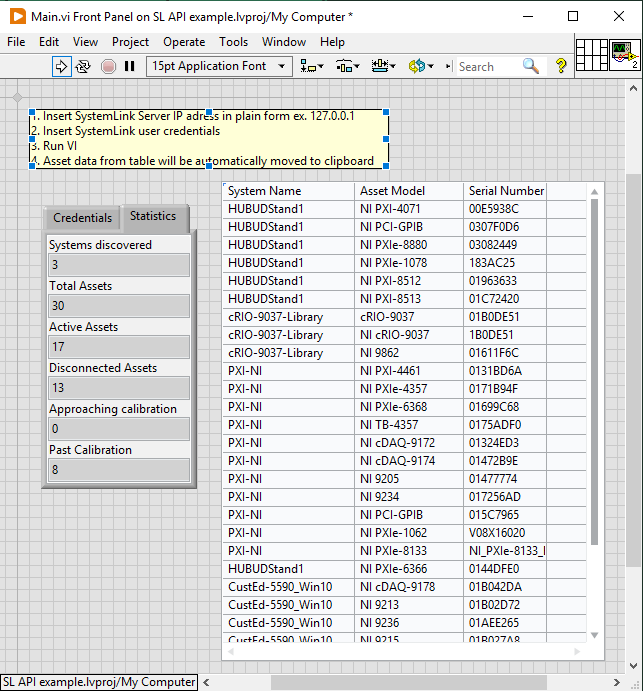 Main.vi Front Panel on SL API example.lvproj/My Computer *
File Edit View Project Operate Tools Window Help
15pt Application Font Search ? 2
1. Insert SystemLink Server IP adress in plain form ex. 127.0.0.1
2. Insert SystemLink user credentials
3. Run VI
4. Asset data from table will be automatically moved to clipboard
Credentials Statistics
Systems discovered
3
Total Assets
30
Active Assets
17
Disconnected Assets
13
Approaching calibration
0
Past Calibration
8
System Name Asset Model Serial Number
HUBUDStand1 NI PXI-4071 00E5938C
HUBUDStand1 NI PCI-GPIB 0307F0D6
HUBUDStand1 NI PXIe-8880 03082449
HUBUDStand1 NI PXIe-1078 183AC25
HUBUDStand1 NI PXI-8512 01963633
HUBUDStand1 NI PXI-8513 01C72420
cRIO-9037-Library cRIO-9037 01B0DE51
cRIO-9037-Library NI cRIO-9037 1B0DE51
cRIO-9037-Library NI 9862 01611F6C
PXI-NI NI PXI-4461 0131BD6A
PXI-NI NI PXIe-4357 0171B94F
PXI-NI NI PXIe-6368 01699C68
PXI-NI NI TB-4357 0175ADF0
PXI-NI NI cDAQ-9172 01324ED3
PXI-NI NI cDAQ-9174 01472B9E
PXI-NI NI 9205 01477774
PXI-NI NI 9234 017256AD
PXI-NI NI PCI-GPIB 015C7965
PXI-NI NI PXIe-1062 V08X16020
PXI-NI NI PXIe-8133 NI_PXIe-8133_I
HUBUDStand1 NI PXIe-6366 0144DFE0
CustEd-5590_Win10 NI cDAQ-9178 01B042DA
CustEd-5590_Win10 NI 9213 01B02D72
CustEd-5590_Win10 NI 9236 01AEE265
CustEd-5590_Win10 NI 9215 01B027A8
SL API example.lvproj/My Computer